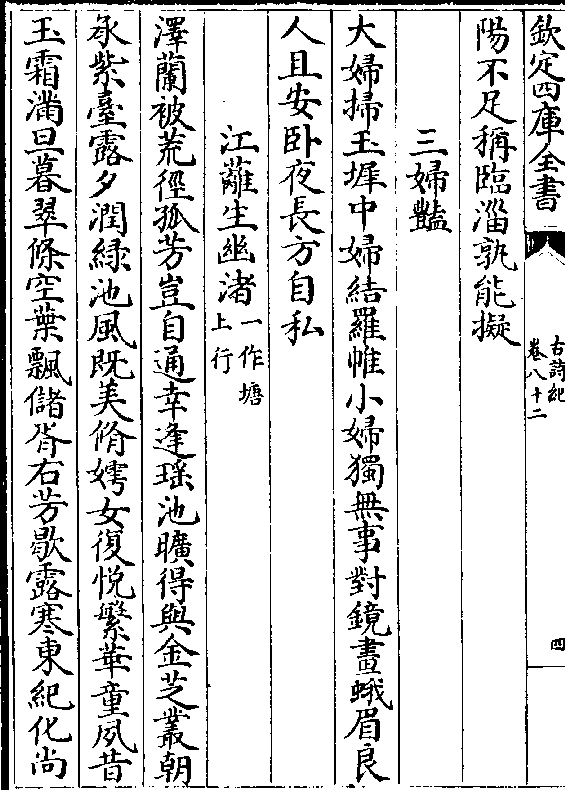 欽定四庫全書
古詩紀
卷八十二
四
陽不足稱臨淄孰能擬
三婦豔
大婦掃玉墀中婦結羅帷小婦獨無事對鏡畫蛾眉良
人且安卧夜長方自私
江蘺生幽渚
一作塘
上行
澤蘭被荒徑孤芳豈自通幸逢瑶池曠得與金芝叢朝
承紫臺露夕潤緑池風既美脩嫮女復悦繁華童夙昔
玉霜滿旦暮翠條空葉飄儲胥右芳歇露寒東紀化尚